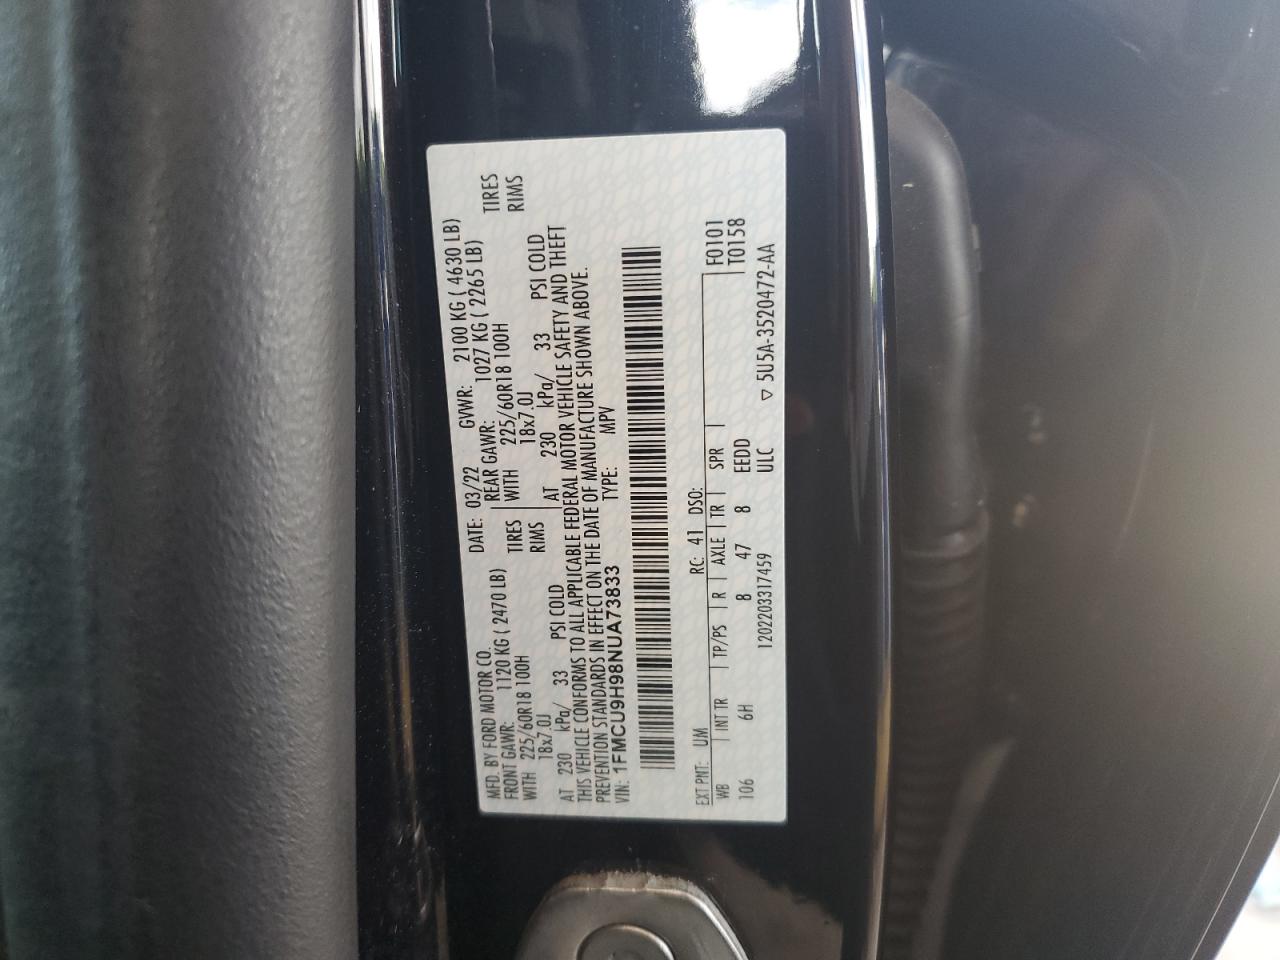 MFD. BY FORD MOTOR CO.
DATE: 03/22 GVWR: 2100 KG ( 4630 LB)
FRONT GAWR: 1120 KG ( 2470 LB)
REAR GAWR: 1027 KG ( 2265 LB)
WITH 225/60R18 100H TIRES
WITH 225/60R18 100H TIRES
18x7.0J RIMS
18x7.0J RIMS
AT 230 kPa/ 33 PSI COLD
AT 230 kPa/ 33 PSI COLD
THIS VEHICLE CONFORMS TO ALL APPLICABLE FEDERAL MOTOR VEHICLE SAFETY AND THEFT
PREVENTION STANDARDS IN EFFECT ON THE DATE OF MANUFACTURE SHOWN ABOVE.
VIN: 1FMCU9H98NUA73833 TYPE: MPV
EXT PNT: UM RC: 41 DSO: F0101
WB INT TR TP/PS R AXLE TR SPR T0158
106 6H 8 47 8 EEDD
1202203317459 ULC ▽ 5U5A-3520472-AA